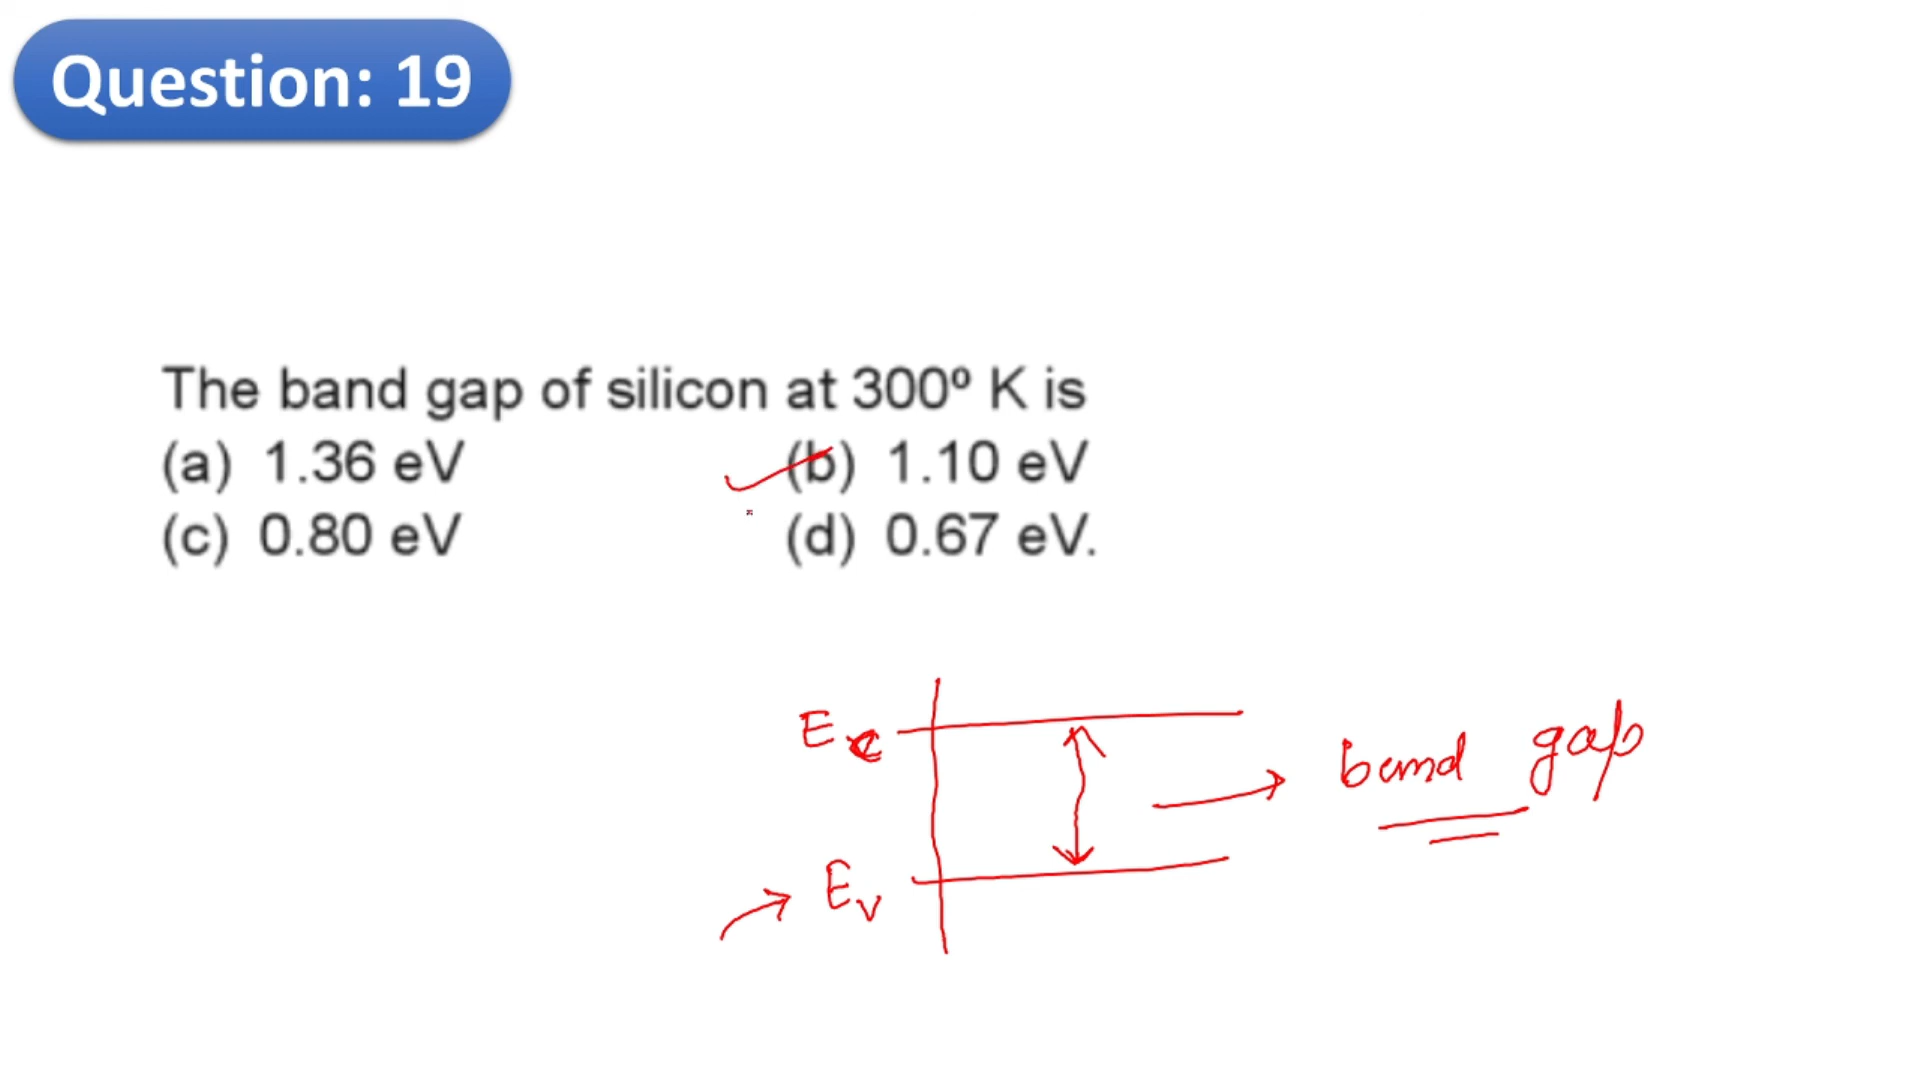 Question: 19
The band gap of silicon at 300º K is
(a) 1.36 eV (b) 1.10 eV
(c) 0.80 eV (d) 0.67 eV.
Ec
band gap
Ev